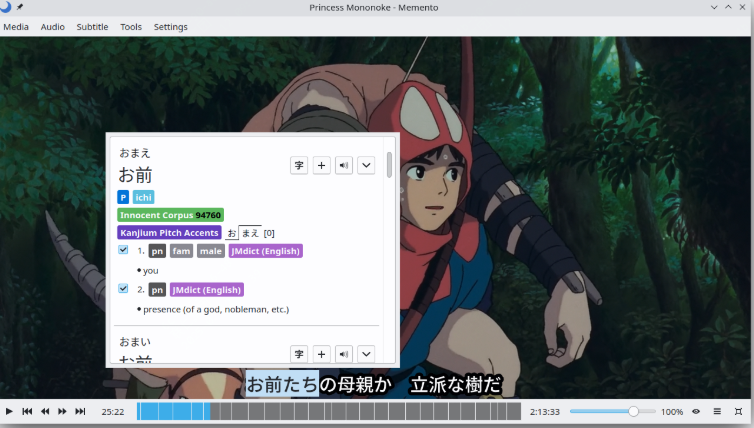 Princess Mononoke - Memento
Media Audio Subtitle Tools Settings
おまえ
お前
字
P ichi
Innocent Corpus 94760
Kanjium Pitch Accents おまえ [0]
1. pn fam male JMdict (English)
• you
2. pn JMdict (English)
• presence (of a god, nobleman, etc.)
おまい
お前
字
お前たちの母親か 立派な樹だ
25:22 2:13:33 100%